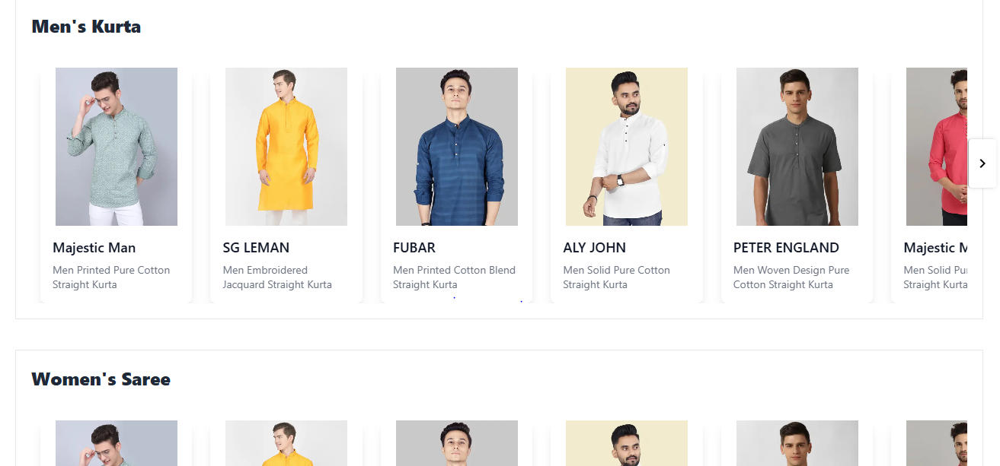 Men's Kurta
Majestic Man
Men Printed Pure Cotton
Straight Kurta
SG LEMAN
Men Embroidered
Jacquard Straight Kurta
FUBAR
Men Printed Cotton Blend
Straight Kurta
ALY JOHN
Men Solid Pure Cotton
Straight Kurta
PETER ENGLAND
Men Woven Design Pure
Cotton Straight Kurta
Majestic M
Men Solid Pu
Straight Kurta
Women's Saree